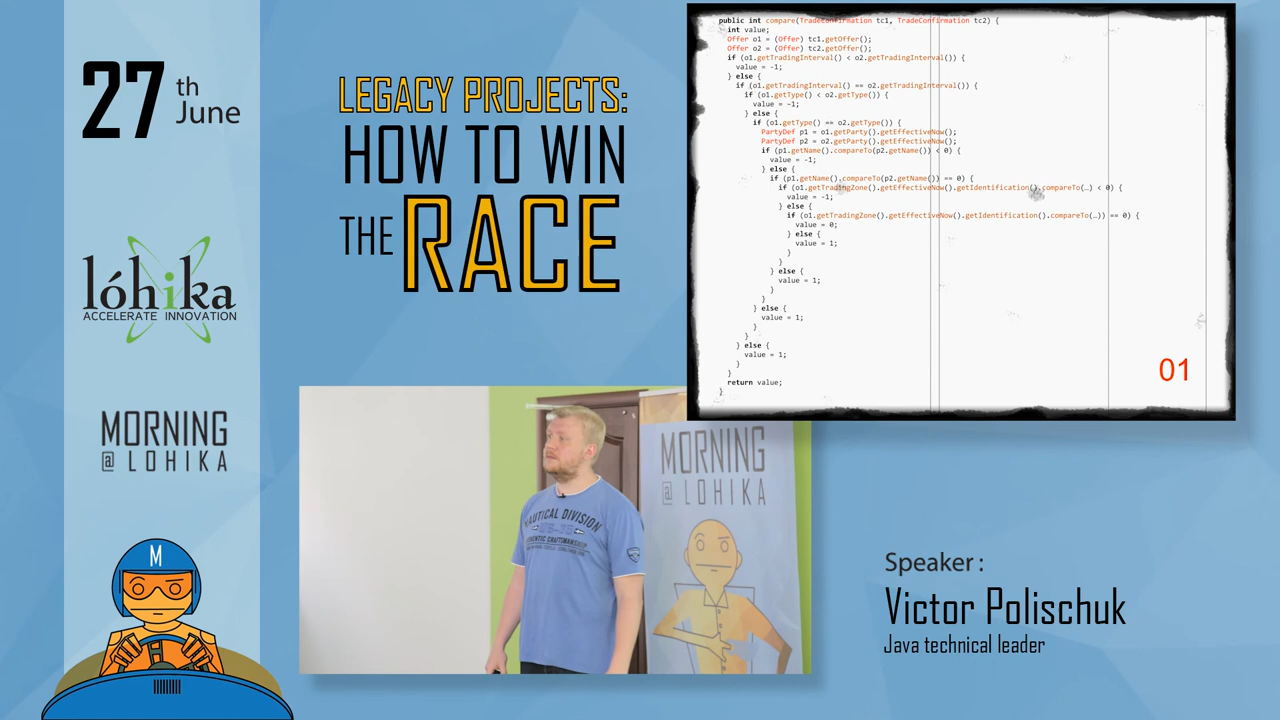 27 th
June
lóhika
ACCELERATE INNOVATION
MORNING
@ LOHIKA
M
LEGACY PROJECTS:
HOW TO WIN
THE RACE
public int compare(TradeConfirmation tc1, TradeConfirmation tc2) {
int value;
Offer o1 = (Offer) tc1.getOffer();
Offer o2 = (Offer) tc2.getOffer();
if (o1.getTradingInterval() < o2.getTradingInterval()) {
value = -1;
} else {
if (o1.getTradingInterval() == o2.getTradingInterval()) {
if (o1.getType() < o2.getType()) {
value = -1;
} else {
if (o1.getType() == o2.getType()) {
PartyDef p1 = o1.getParty().getEffectiveNow();
PartyDef p2 = o2.getParty().getEffectiveNow();
if (p1.getName().compareTo(p2.getName()) < 0) {
value = -1;
} else {
if (p1.getName().compareTo(p2.getName()) == 0) {
if (o1.getTradingZone().getEffectiveNow().getIdentification().compareTo(…) < 0) {
value = -1;
} else {
if (o1.getTradingZone().getEffectiveNow().getIdentification().compareTo(…)) == 0) {
value = 0;
} else {
value = 1;
}
}
} else {
value = 1;
}
}
} else {
value = 1;
}
}
} else {
value = 1;
}
}
return value;
}
01
NAUTICAL DIVISION
AUTHENTIC CRAFTSMANSHIP
MORNING
@ LOHIKA
Speaker :
Victor Polischuk
Java technical leader